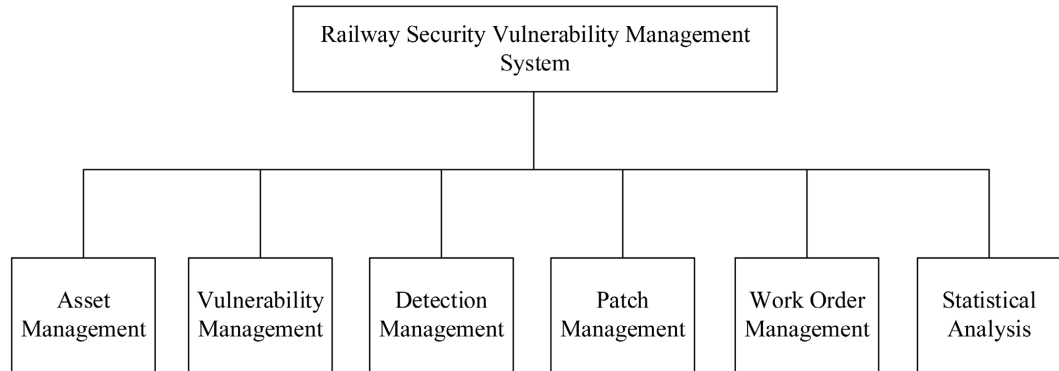 Railway Security Vulnerability Management
System
Asset
Management
Vulnerability
Management
Detection
Management
Patch
Management
Work Order
Management
Statistical
Analysis